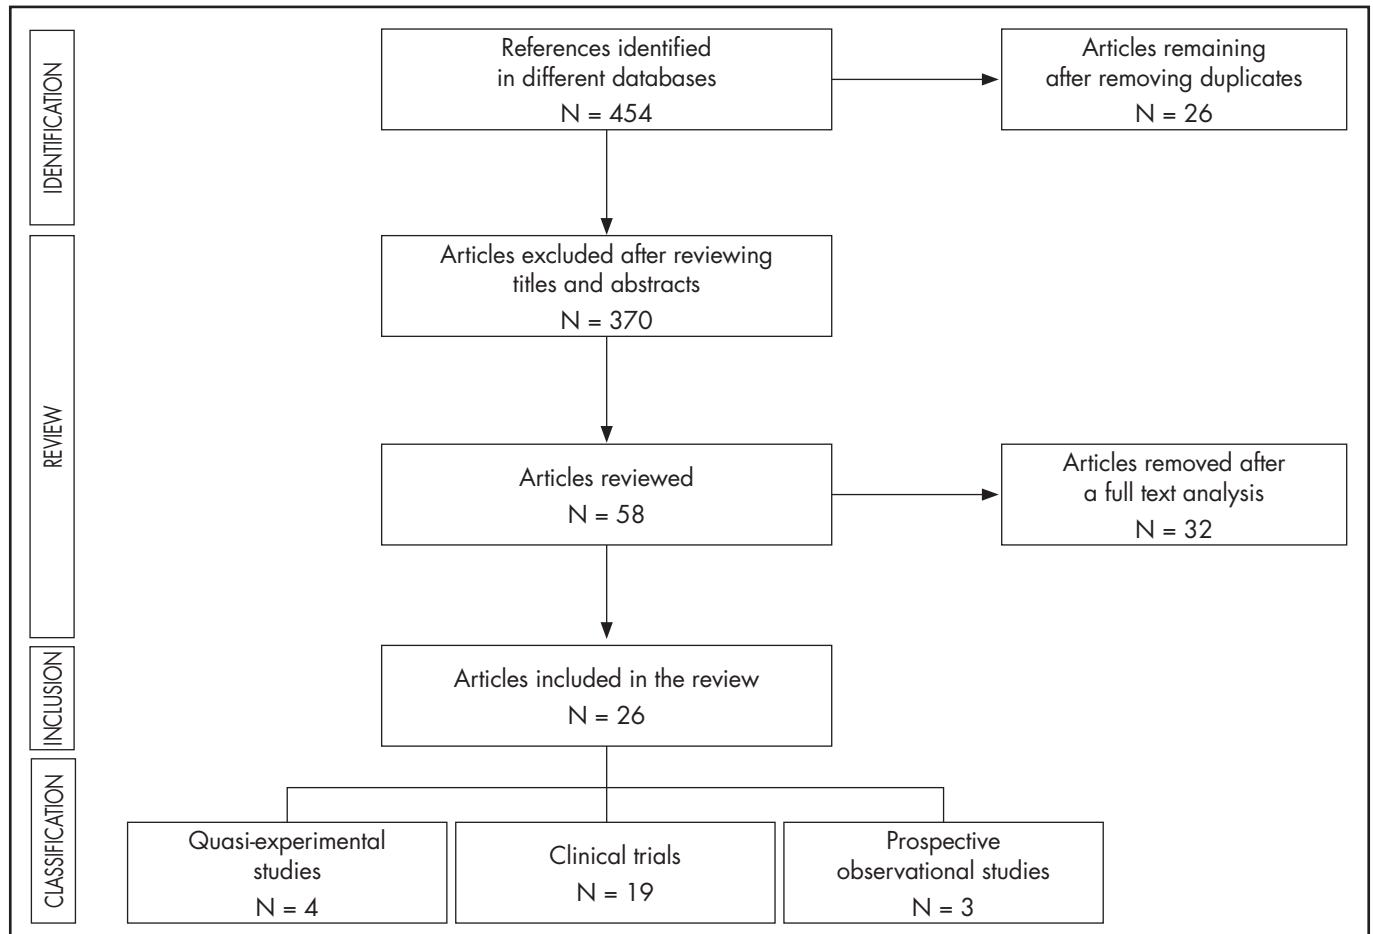 IDENTIFICATION
References identified
in different databases
N = 454
Articles remaining
after removing duplicates
N = 26
REVIEW
Articles excluded after reviewing
titles and abstracts
N = 370
Articles reviewed
N = 58
Articles removed after
a full text analysis
N = 32
INCLUSION
Articles included in the review
N = 26
CLASSIFICATION
Quasi-experimental
studies
N = 4
Clinical trials
N = 19
Prospective
observational studies
N = 3